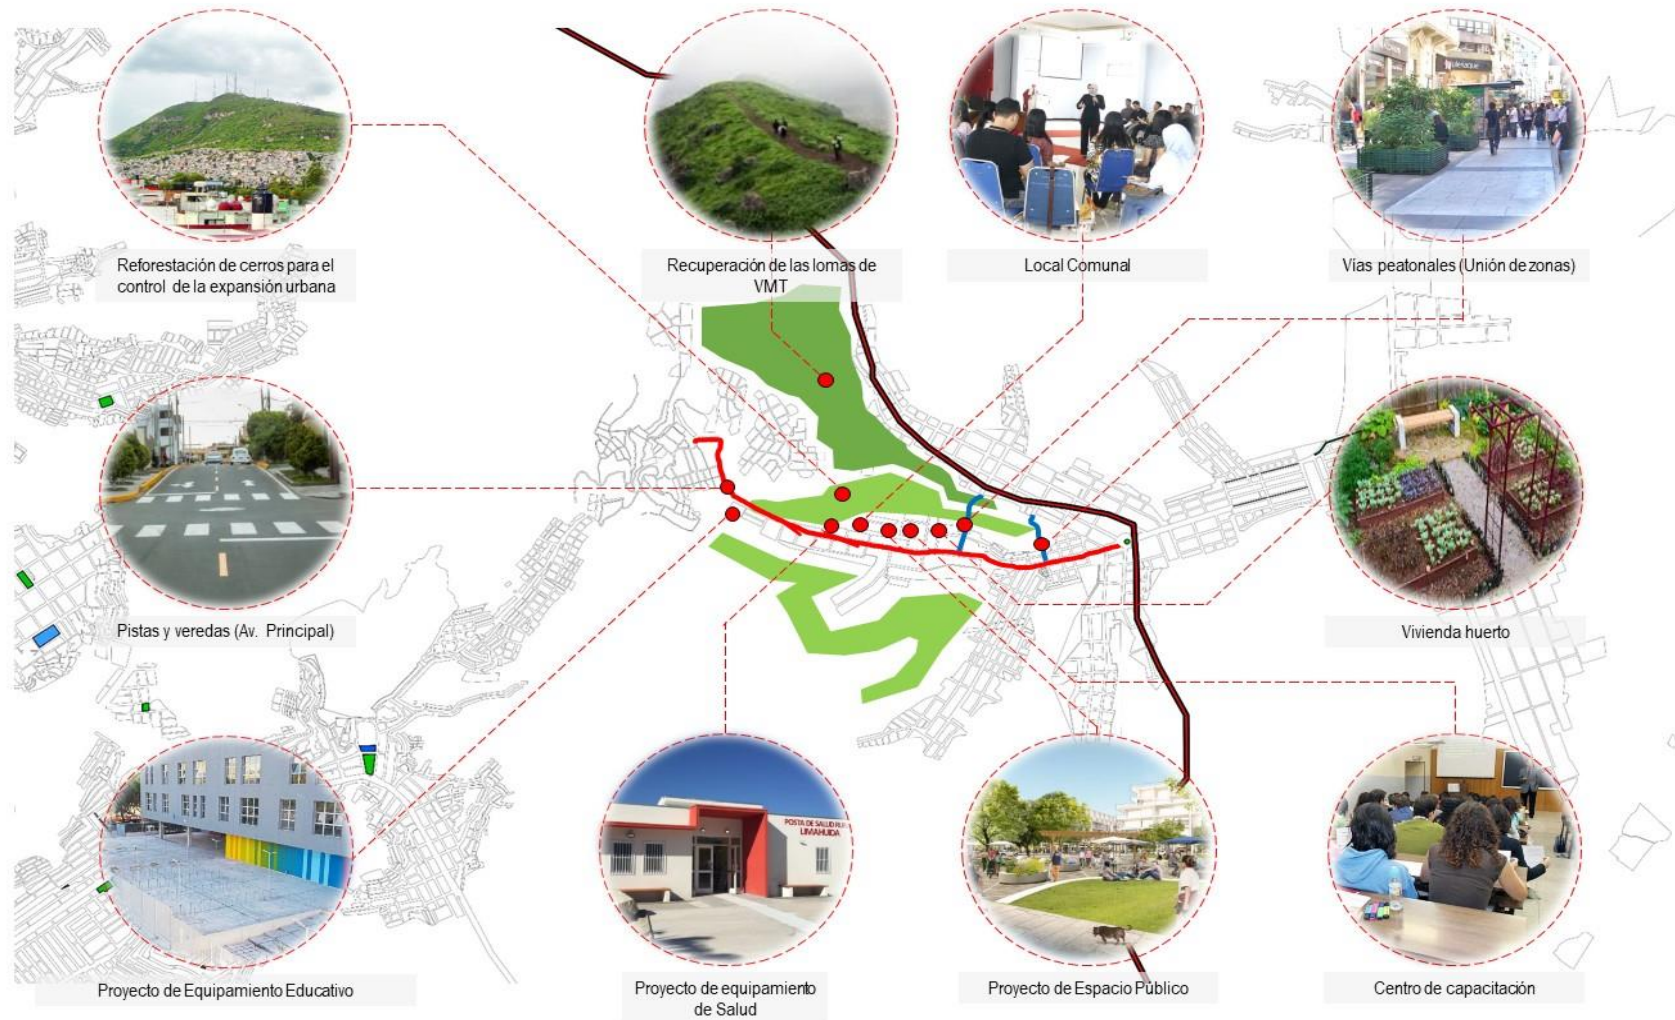 Reforestación de cerros para el
control de la expansión urbana
Recuperación de las lomas de
VMT
Local Comunal
Vías peatonales (Unión de zonas)
Pistas y veredas (Av. Principal)
Vivienda huerto
POSTA DE SALUD RURAL
LIMAHUIDA
Proyecto de Equipamiento Educativo
Proyecto de equipamiento
de Salud
Proyecto de Espacio Público
Centro de capacitación